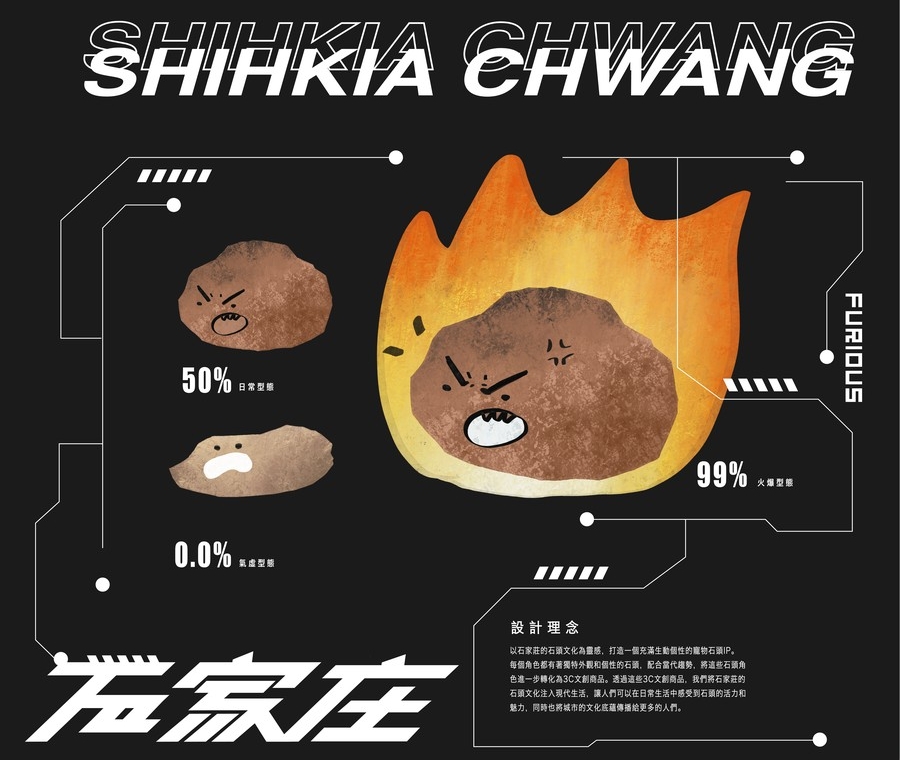 SHIHKIA CHWANG
SHIHKIA CHWANG
FURIOUS
50% 日常型態
99% 火爆型態
0.0% 氣虛型態
設計理念
以石家莊的石頭文化為靈感，打造一個充滿生動個性的寵物石頭IP。
每個角色都有著獨特外觀和個性的石頭，配合當代趨勢，將這些石頭角
色進一步轉化為3C文創商品。透過這些3C文創商品，我們將石家莊的
石頭文化注入現代生活，讓人們可以在日常生活中感受到石頭的活力和
魅力，同時也將城市的文化底蘊傳播給更多的人們。
石家庄